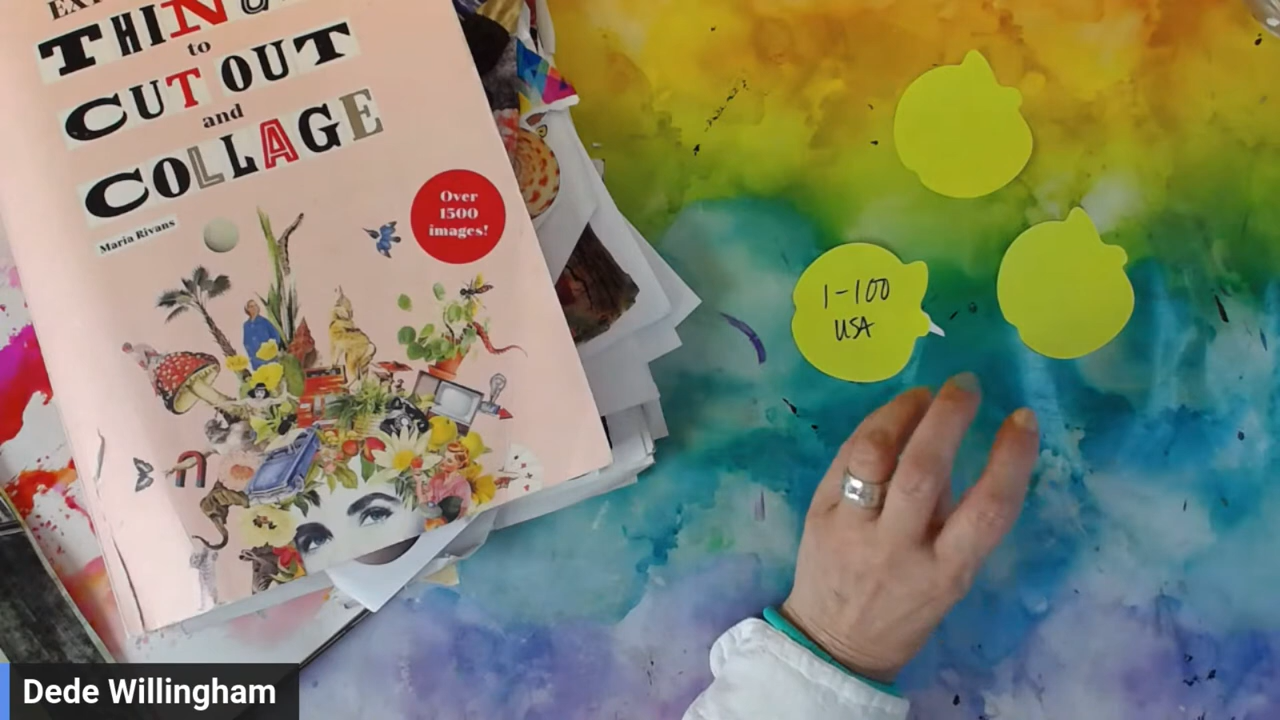 THIN
to
CUT OUT
and
COLLAGE
Maria Rivans
Over
1500
images!
1-100
USA
Dede Willingham